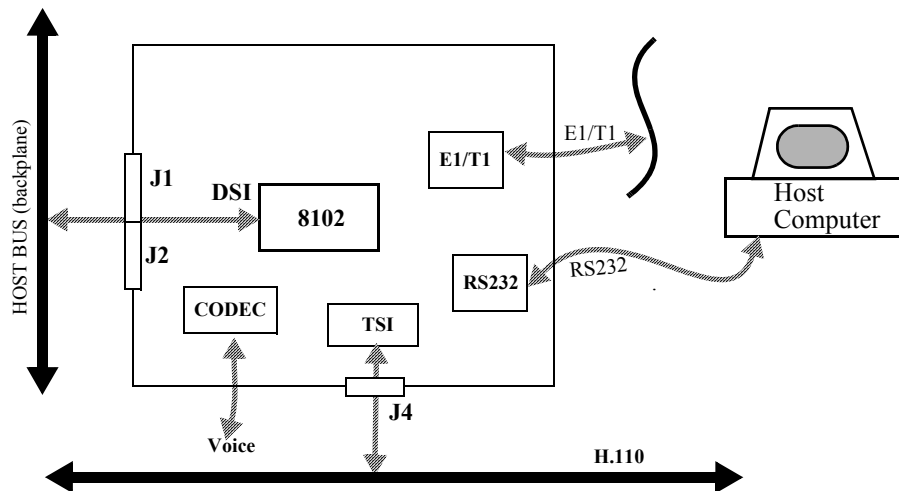 HOST BUS (backplane)
J1
J2
DSI
8102
E1/T1
E1/T1
Host
Computer
RS232
RS232
CODEC
TSI
J4
Voice
H.110